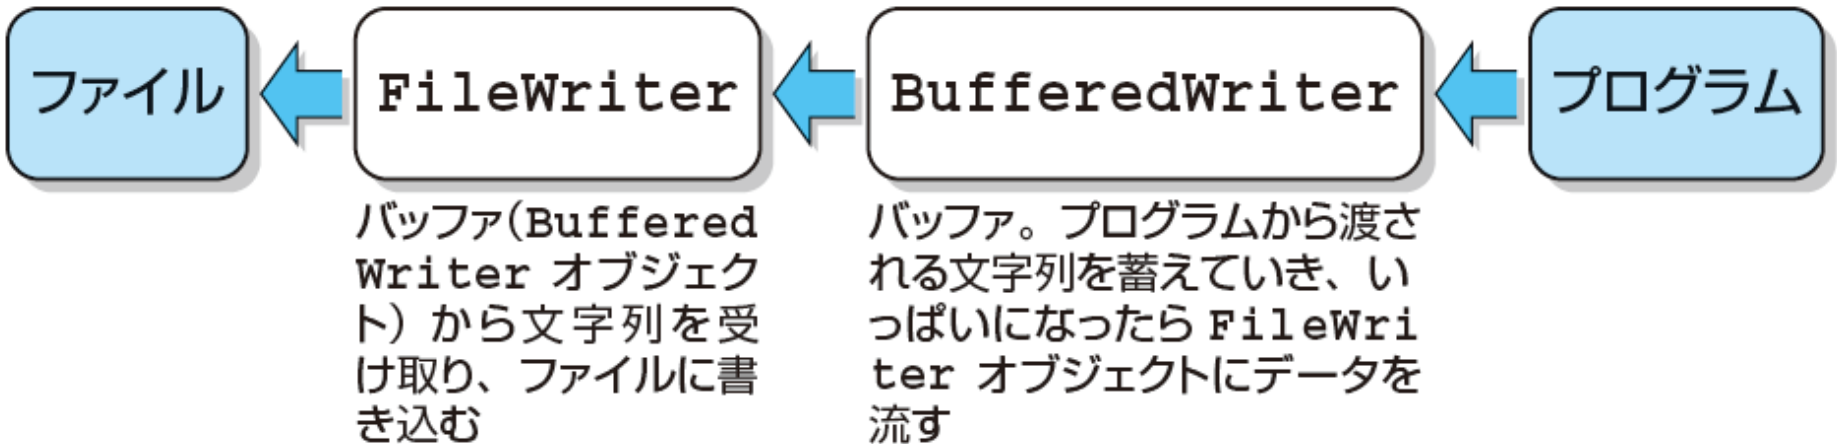 ファイル
FileWriter
BufferedWriter
プログラム
バッファ(Buffered
Writer オブジェク
ト) から文字列を受
け取り、ファイルに書
き込む
バッファ。プログラムから渡さ
れる文字列を蓄えていき、い
っぱいになったら FileWri
ter オブジェクトにデータを
流す